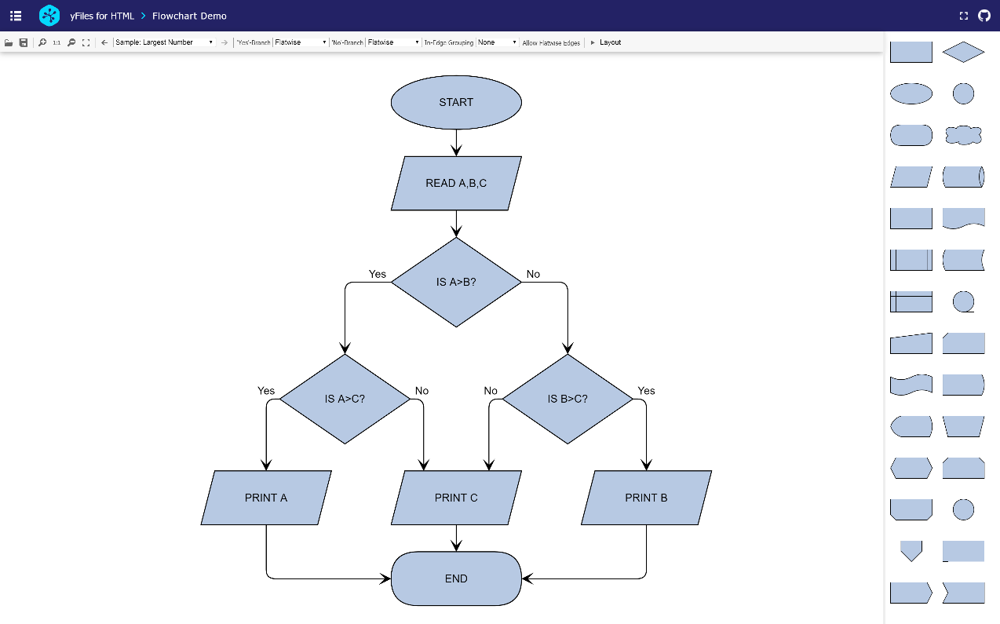 yFiles for HTML > Flowchart Demo
1:1 Sample: Largest Number 'Yes'-Branch Flatwise 'No'-Branch Flatwise In-Edge Grouping None Allow Flatwise Edges Layout
START
READ A,B,C
Yes No
IS A>B?
Yes No No Yes
IS A>C? IS B>C?
PRINT A PRINT C PRINT B
END